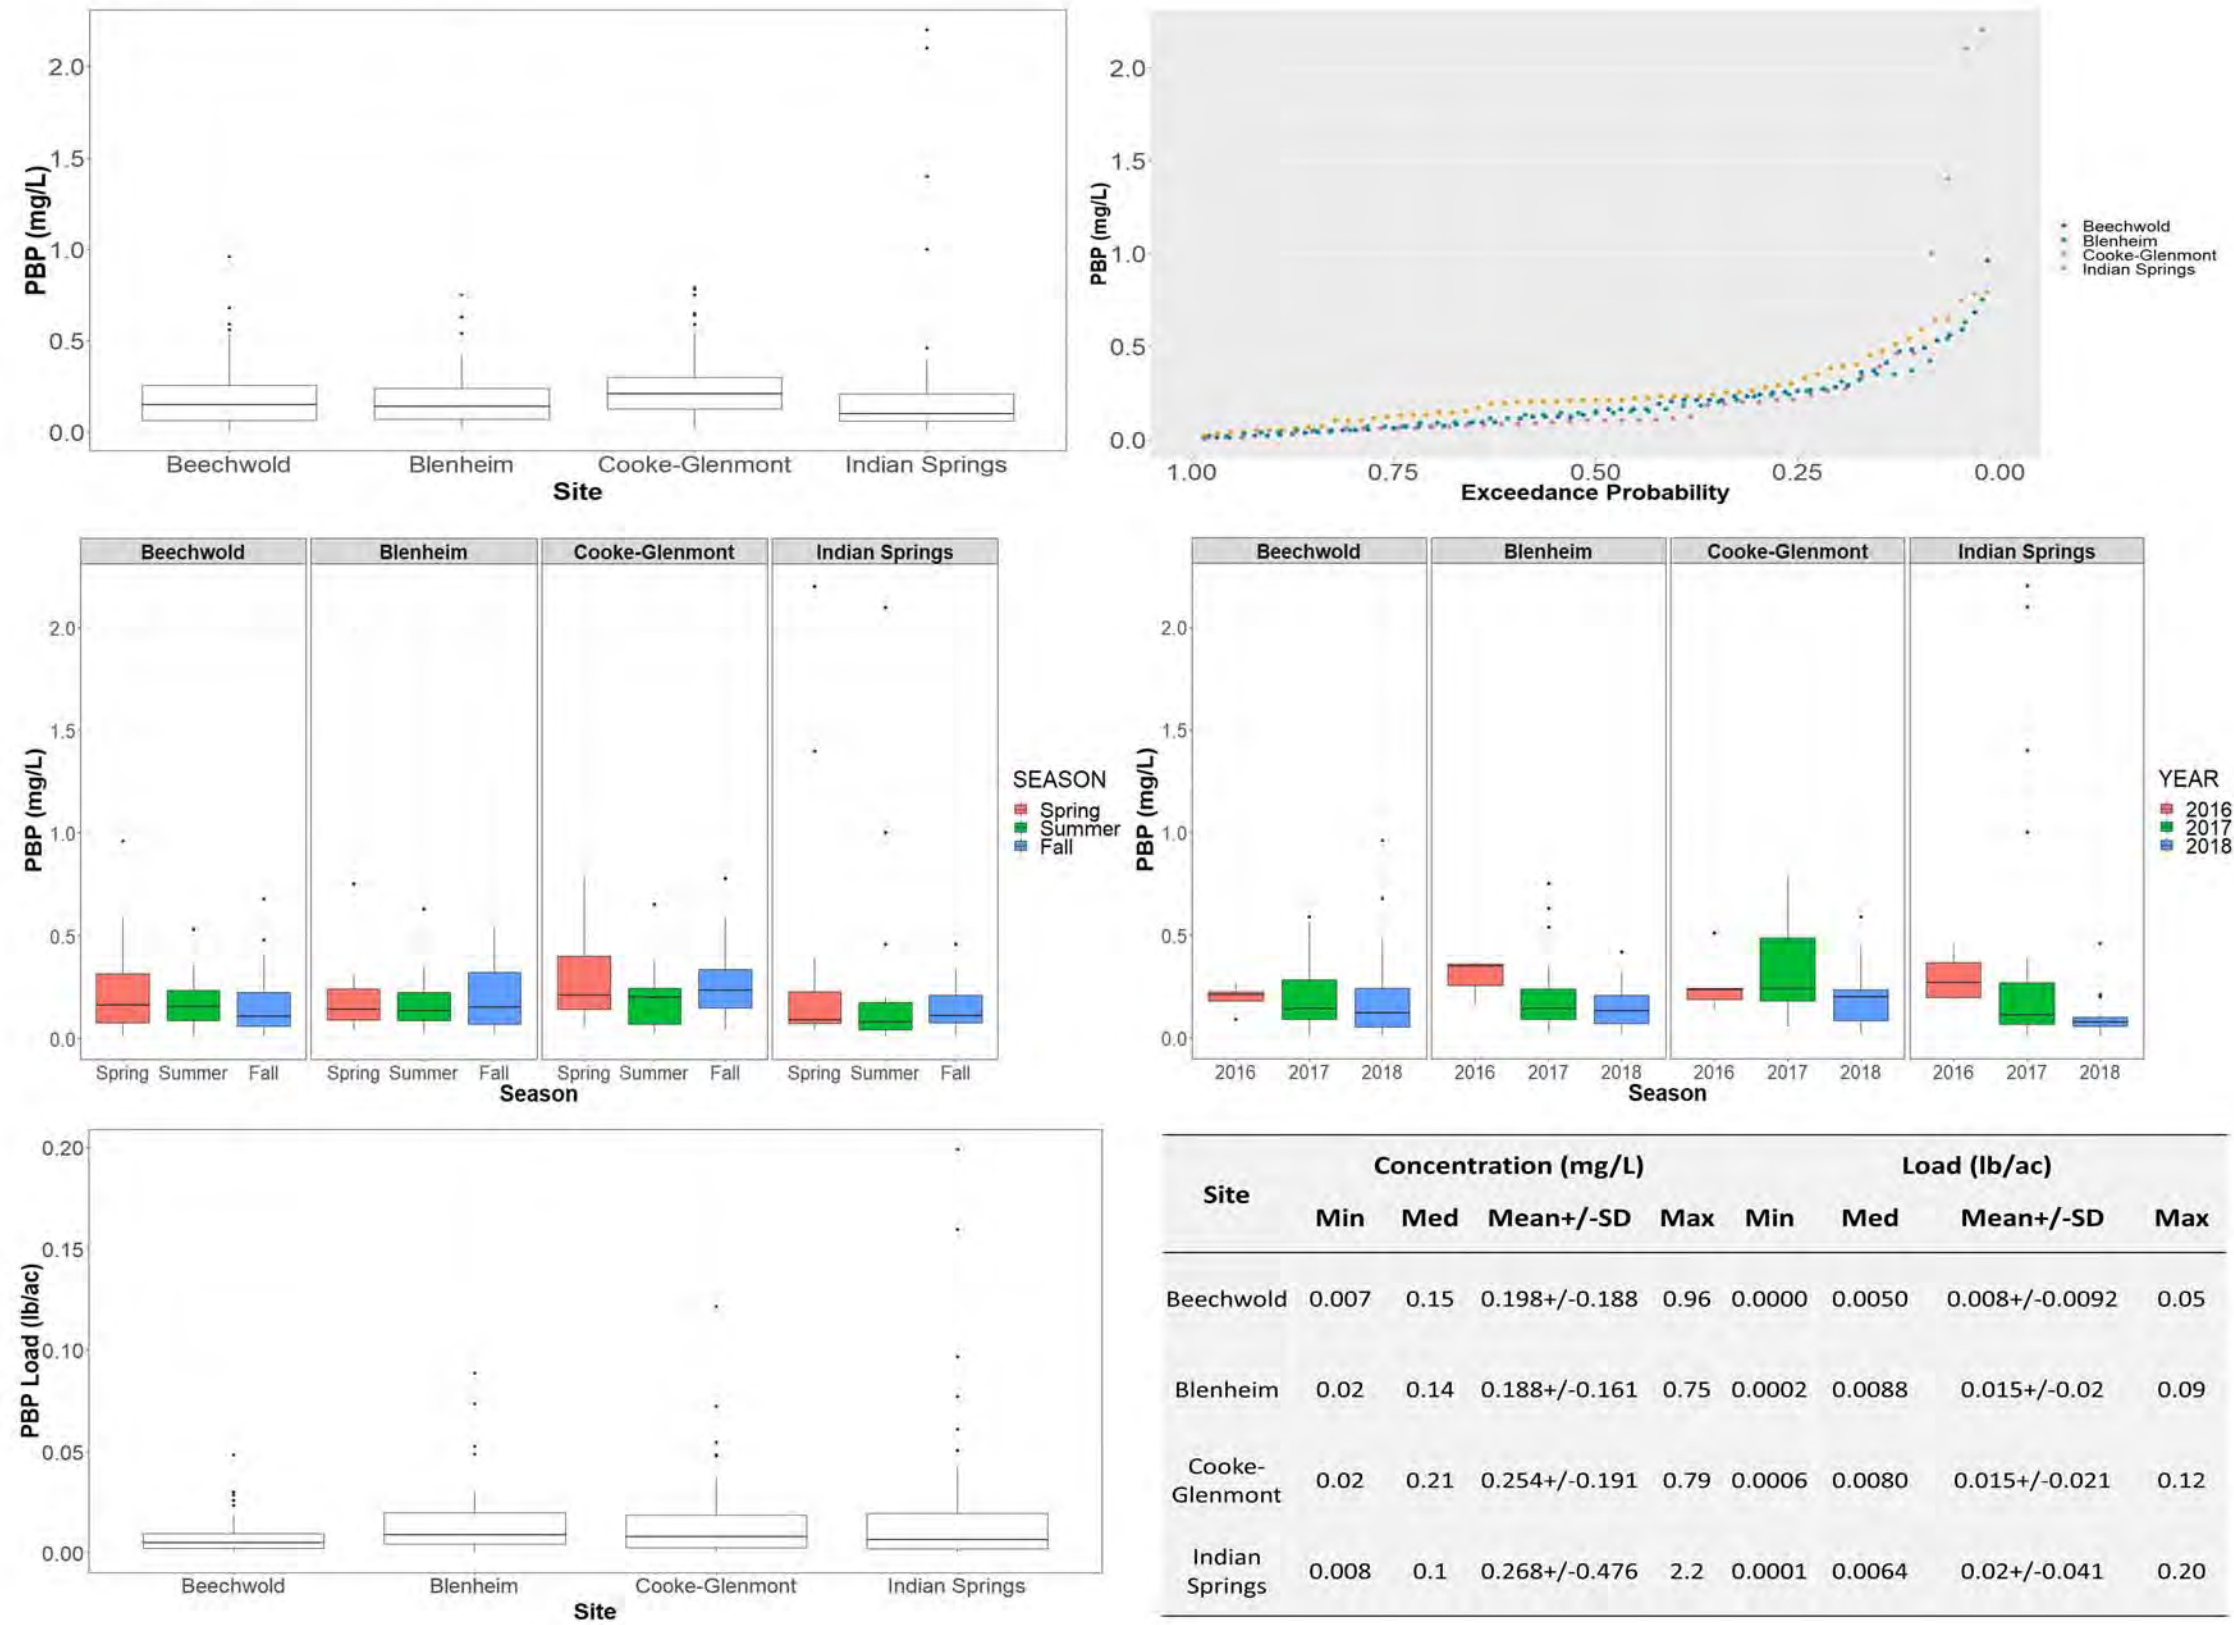 PBP (mg/L)
2.0
1.5
1.0
0.5
0.0
Beechwold Blenheim Cooke-Glenmont Indian Springs
Site
PBP (mg/L)
2.0
1.5
1.0
0.5
0.0
1.00 0.75 0.50 0.25 0.00
Exceedance Probability
Beechwold
Blenheim
Cooke-Glenmont
Indian Springs
Beechwold Blenheim Cooke-Glenmont Indian Springs
PBP (mg/L)
2.0
1.5
1.0
0.5
0.0
Spring Summer Fall Spring Summer Fall Spring Summer Fall Spring Summer Fall
Season
SEASON
Spring
Summer
Fall
Beechwold Blenheim Cooke-Glenmont Indian Springs
PBP (mg/L)
2.0
1.5
1.0
0.5
0.0
2016 2017 2018 2016 2017 2018 2016 2017 2018 2016 2017 2018
Season
YEAR
2016
2017
2018
PBP Load (lb/ac)
0.20
0.15
0.10
0.05
0.00
Beechwold Blenheim Cooke-Glenmont Indian Springs
Site
Concentration (mg/L) Load (lb/ac)
Site
Min Med Mean+/-SD Max Min Med Mean+/-SD Max
Beechwold 0.007 0.15 0.198+/-0.188 0.96 0.0000 0.0050 0.008+/-0.0092 0.05
Blenheim 0.02 0.14 0.188+/-0.161 0.75 0.0002 0.0088 0.015+/-0.02 0.09
Cooke-
Glenmont
0.02 0.21 0.254+/-0.191 0.79 0.0006 0.0080 0.015+/-0.021 0.12
Indian
Springs
0.008 0.1 0.268+/-0.476 2.2 0.0001 0.0064 0.02+/-0.041 0.20